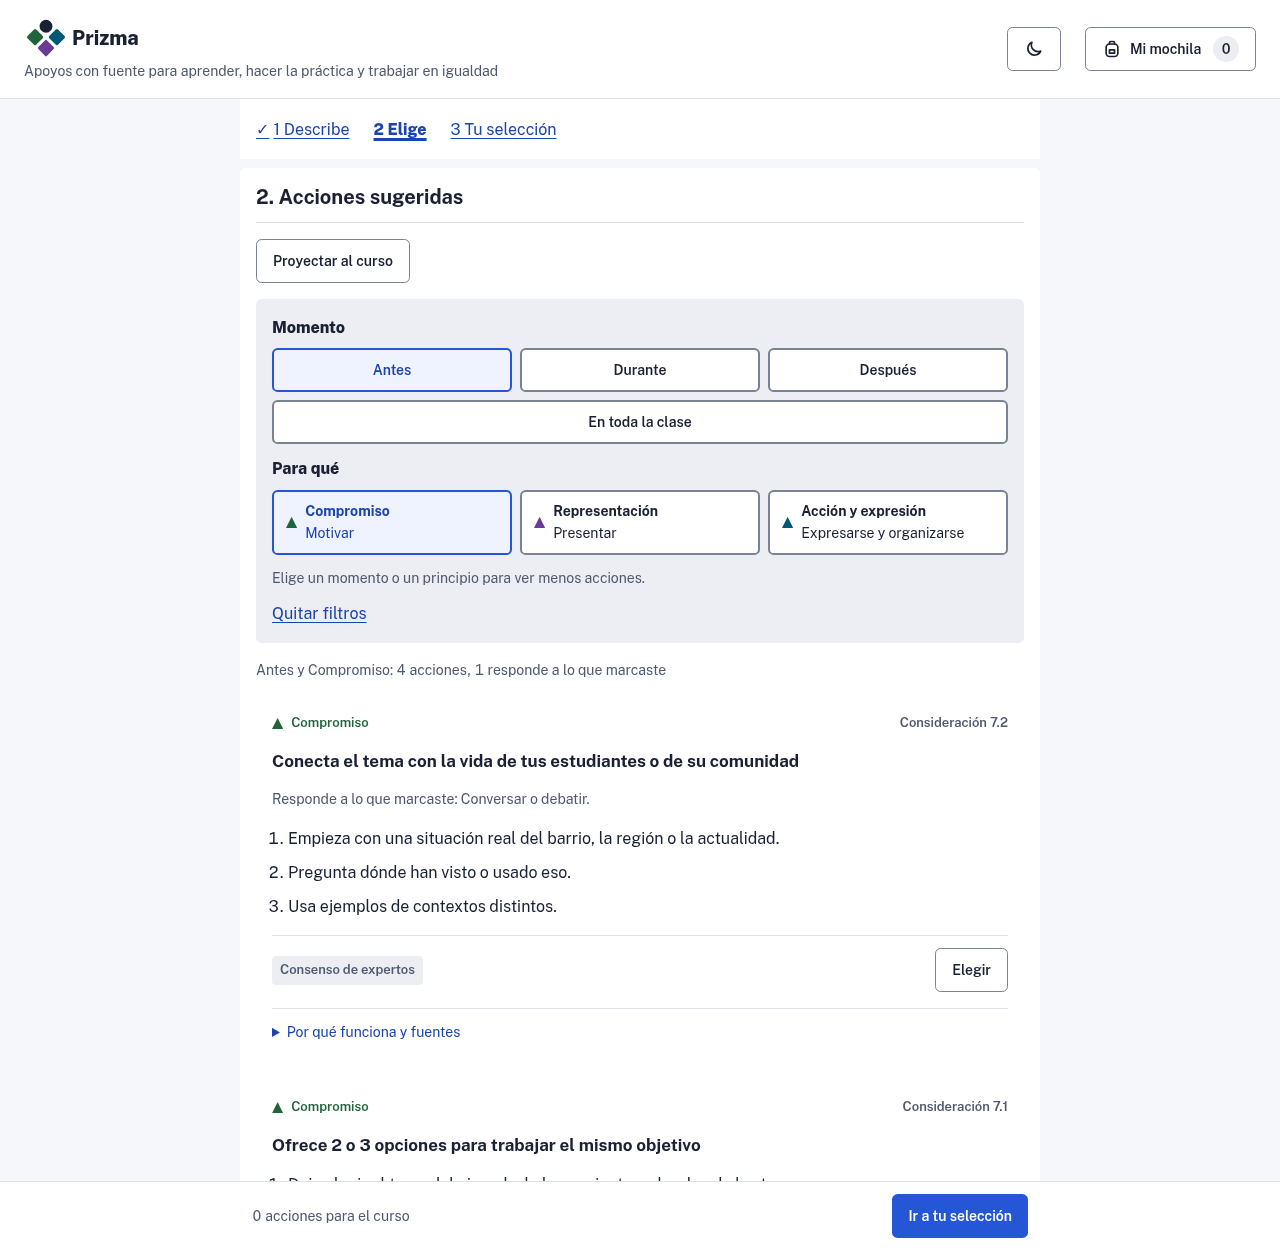 Prizma
Apoyos con fuente para aprender, hacer la práctica y trabajar en igualdad
Mi mochila 0
✓ 1 Describe 2 Elige 3 Tu selección
2. Acciones sugeridas
Proyectar al curso
Momento
Antes Durante Después
En toda la clase
Para qué
Compromiso Representación Acción y expresión
Motivar Presentar Expresarse y organizarse
Elige un momento o un principio para ver menos acciones.
Quitar filtros
Antes y Compromiso: 4 acciones, 1 responde a lo que marcaste
Compromiso Consideración 7.2
Conecta el tema con la vida de tus estudiantes o de su comunidad
Responde a lo que marcaste: Conversar o debatir.
1. Empieza con una situación real del barrio, la región o la actualidad.
2. Pregunta dónde han visto o usado eso.
3. Usa ejemplos de contextos distintos.
Consenso de expertos Elegir
Por qué funciona y fuentes
Compromiso Consideración 7.1
Ofrece 2 o 3 opciones para trabajar el mismo objetivo
0 acciones para el curso Ir a tu selección